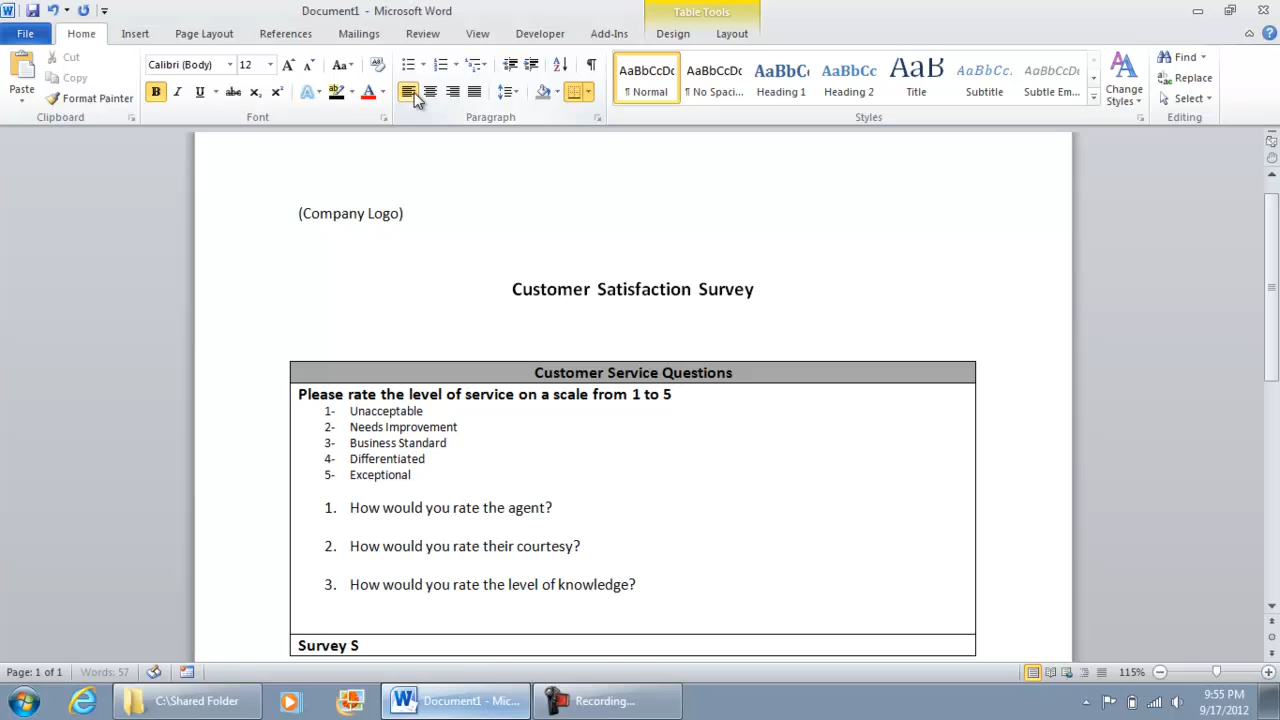 Document1 - Microsoft Word
Table Tools
File Home Insert Page Layout References Mailings Review View Developer Add-Ins Design Layout
Paste
Cut
Copy
Format Painter
Clipboard
Calibri (Body) 12
Font
Paragraph
AaBbCcDc AaBbCcDc AaBbC( AaBbCc AaB AaBbCc. AaBbCcDc
¶ Normal ¶ No Spaci... Heading 1 Heading 2 Title Subtitle Subtle Em...
Change Styles
Styles
Find
Replace
Select
Editing
(Company Logo)
Customer Satisfaction Survey
Customer Service Questions
Please rate the level of service on a scale from 1 to 5
1- Unacceptable
2- Needs Improvement
3- Business Standard
4- Differentiated
5- Exceptional
1. How would you rate the agent?
2. How would you rate their courtesy?
3. How would you rate the level of knowledge?
Survey S
Page: 1 of 1 Words: 57 115%
C:\Shared Folder Document1 - Mic... Recording...
9:55 PM
9/17/2012